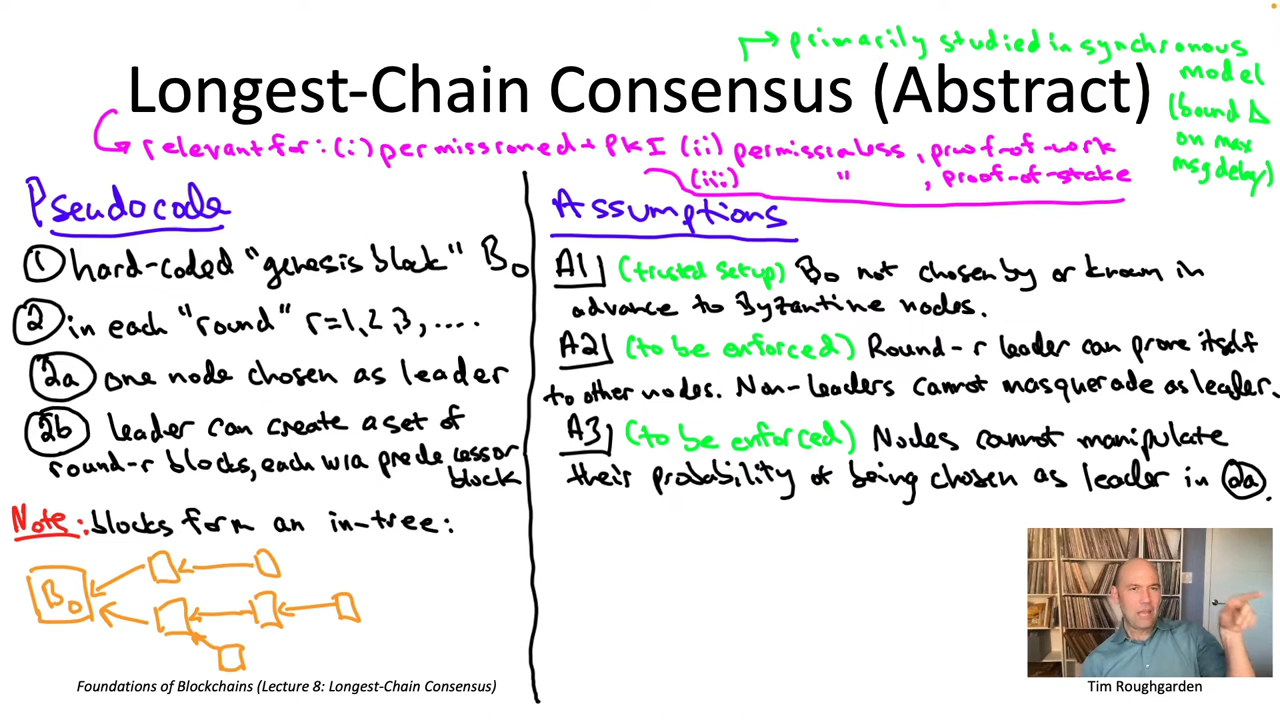 primarily studied in synchronous
model
(bound Δ
on max
msg delay)
Longest-Chain Consensus (Abstract)
relevant for: (i) permissioned + PKI (ii) permissionless, proof-of-work
(iii) " , proof-of-stake
Pseudocode
① hard-coded "genesis block" B₀
② in each "round" r=1,2,3,....
②a one node chosen as leader
②b leader can create a set of
round-r blocks, each w/a predecessor
block
Note: blocks form an in-tree:
B₀
Assumptions
A1 (trusted setup) B₀ not chosen by or known in
advance to Byzantine nodes.
A2 (to be enforced) Round-r leader can prove itself
to other nodes. Non-leaders cannot masquerade as leader.
A3 (to be enforced) Nodes cannot manipulate
their probability of being chosen as leader in ②a.
Foundations of Blockchains (Lecture 8: Longest-Chain Consensus)
Tim Roughgarden